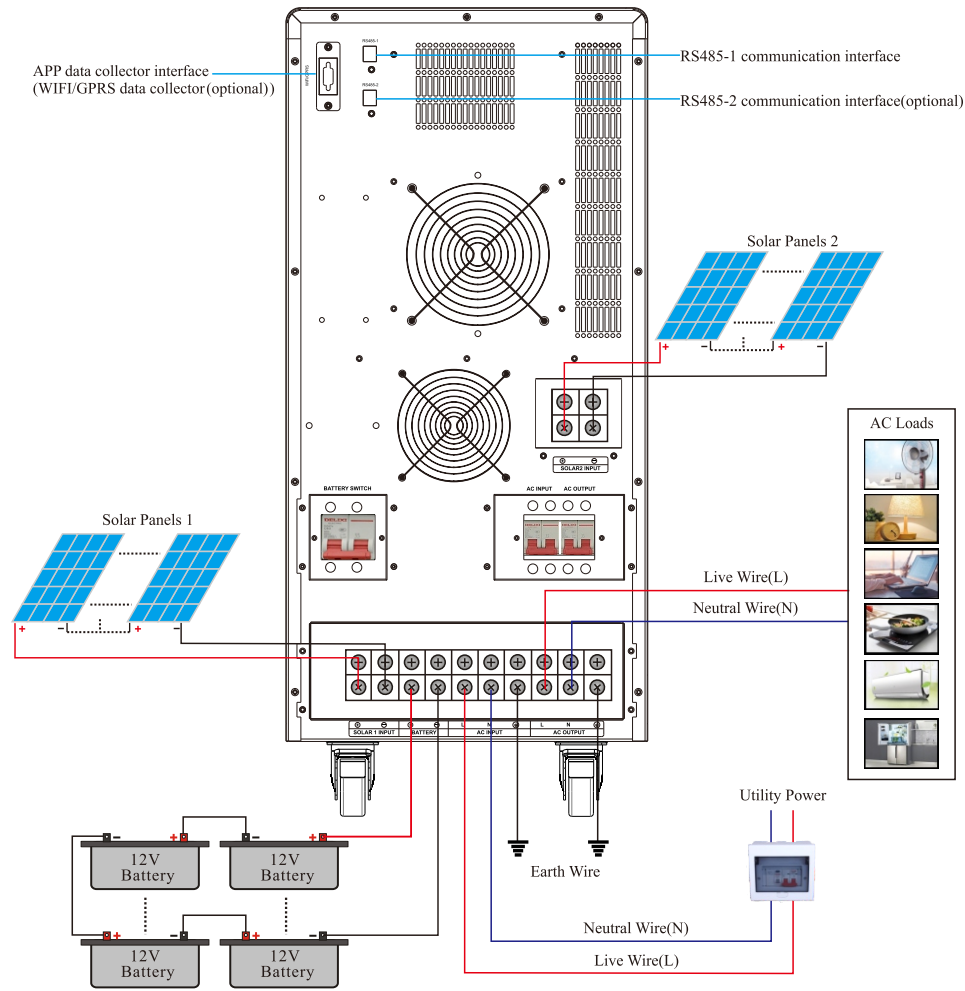 RS485-1
WIFI/GPRS
RS485-2
APP data collector interface
(WIFI/GPRS data collector(optional))
RS485-1 communication interface
RS485-2 communication interface(optional)
Solar Panels 2
+ − + −
SOLAR2 INPUT
AC Loads
BATTERY SWITCH
AC INPUT AC OUTPUT
Solar Panels 1
+ − + −
Live Wire(L)
Neutral Wire(N)
L N L N
SOLAR 1 INPUT BATTERY AC INPUT AC OUTPUT
Utility Power
− + − +
12V
Battery
12V
Battery
Earth Wire
+ − + −
12V
Battery
12V
Battery
Neutral Wire(N)
Live Wire(L)